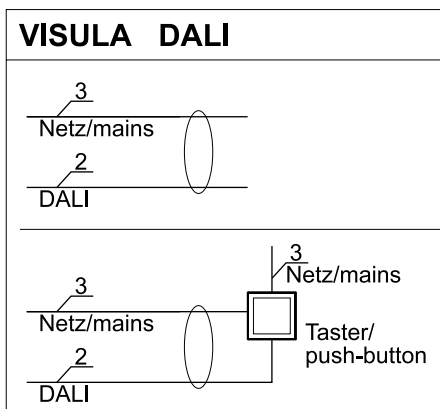 VISULA DALI
3
Netz/mains
2
DALI
3
Netz/mains
3
Netz/mains
Taster/
push-button
2
DALI